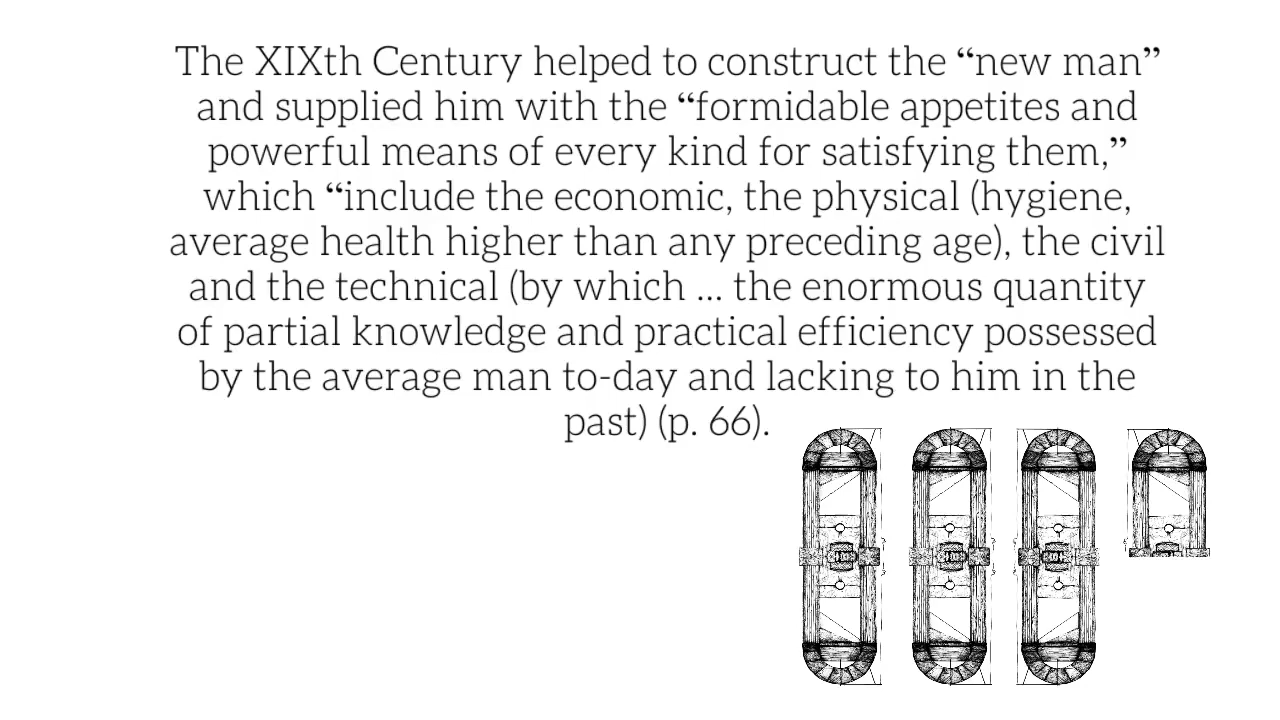 The XIXth Century helped to construct the “new man”
and supplied him with the “formidable appetites and
powerful means of every kind for satisfying them,”
which “include the economic, the physical (hygiene,
average health higher than any preceding age), the civil
and the technical (by which ... the enormous quantity
of partial knowledge and practical efficiency possessed
by the average man to-day and lacking to him in the
past) (p. 66).